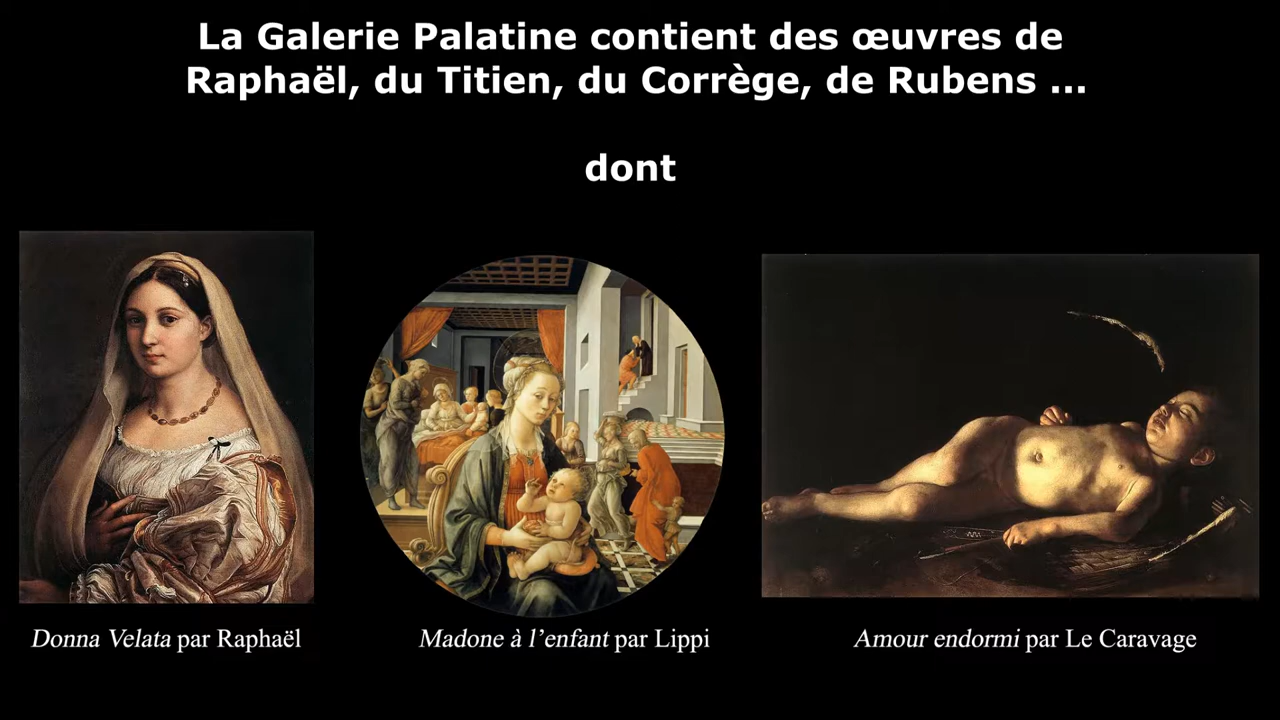 La Galerie Palatine contient des œuvres de
Raphaël, du Titien, du Corrège, de Rubens ...
dont
Donna Velata par Raphaël
Madone à l’enfant par Lippi
Amour endormi par Le Caravage